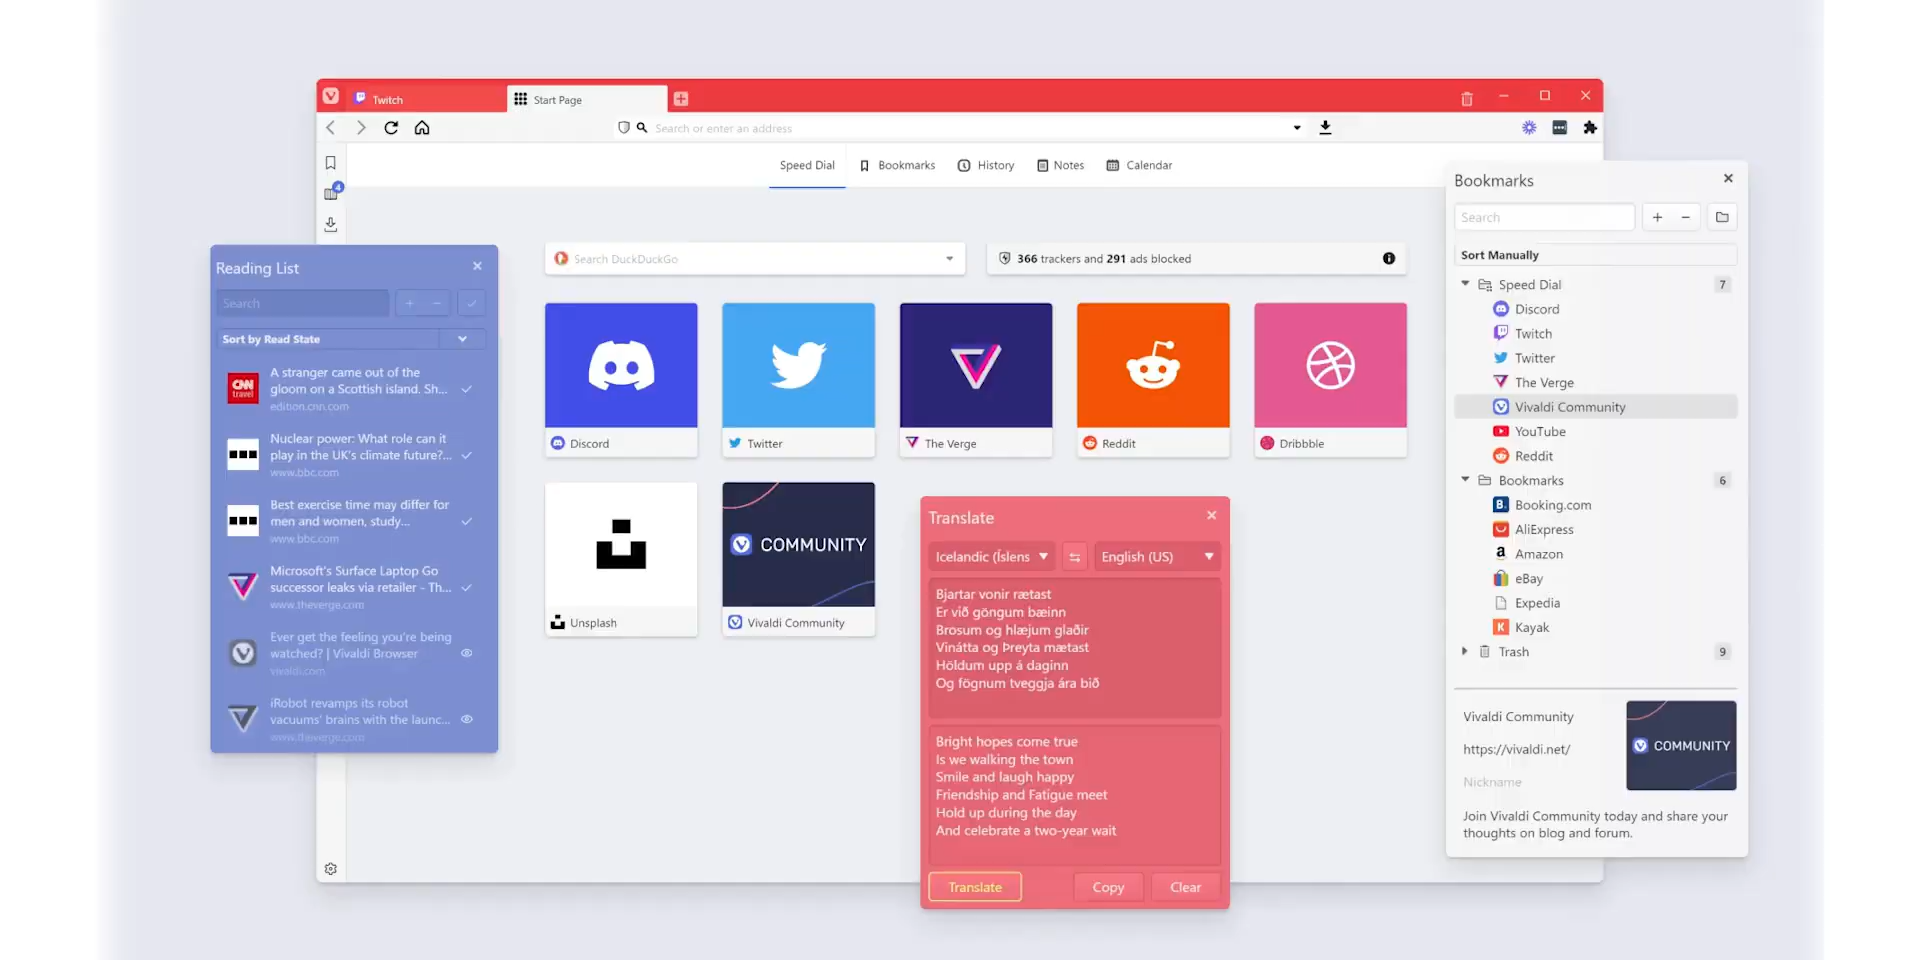 Twitch
Start Page
Search or enter an address
Speed Dial
Bookmarks
History
Notes
Calendar
4
Search DuckDuckGo
366 trackers and 291 ads blocked
Discord
Twitter
The Verge
Reddit
Dribbble
COMMUNITY
Unsplash
Vivaldi Community
Reading List
Search
Sort by Read State
CNN
travel
A stranger came out of the
gloom on a Scottish island. Sh...
edition.cnn.com
Nuclear power: What role can it
play in the UK's climate future?...
www.bbc.com
Best exercise time may differ for
men and women, study...
www.bbc.com
Microsoft's Surface Laptop Go
successor leaks via retailer - Th...
www.theverge.com
Ever get the feeling you're being
watched? | Vivaldi Browser
vivaldi.com
iRobot revamps its robot
vacuums' brains with the launc...
www.theverge.com
Translate
Icelandic (Íslens
English (US)
Bjartar vonir rætast
Er við göngum bæinn
Brosum og hlæjum glaðir
Vinátta og Þreyta mætast
Höldum upp á daginn
Og fögnum tveggja ára bið
Bright hopes come true
Is we walking the town
Smile and laugh happy
Friendship and Fatigue meet
Hold up during the day
And celebrate a two-year wait
Translate
Copy
Clear
Bookmarks
Search
Sort Manually
Speed Dial 7
Discord
Twitch
Twitter
The Verge
Vivaldi Community
YouTube
Reddit
Bookmarks 6
Booking.com
AliExpress
Amazon
eBay
Expedia
Kayak
Trash 9
Vivaldi Community
https://vivaldi.net/
Nickname
COMMUNITY
Join Vivaldi Community today and share your
thoughts on blog and forum.